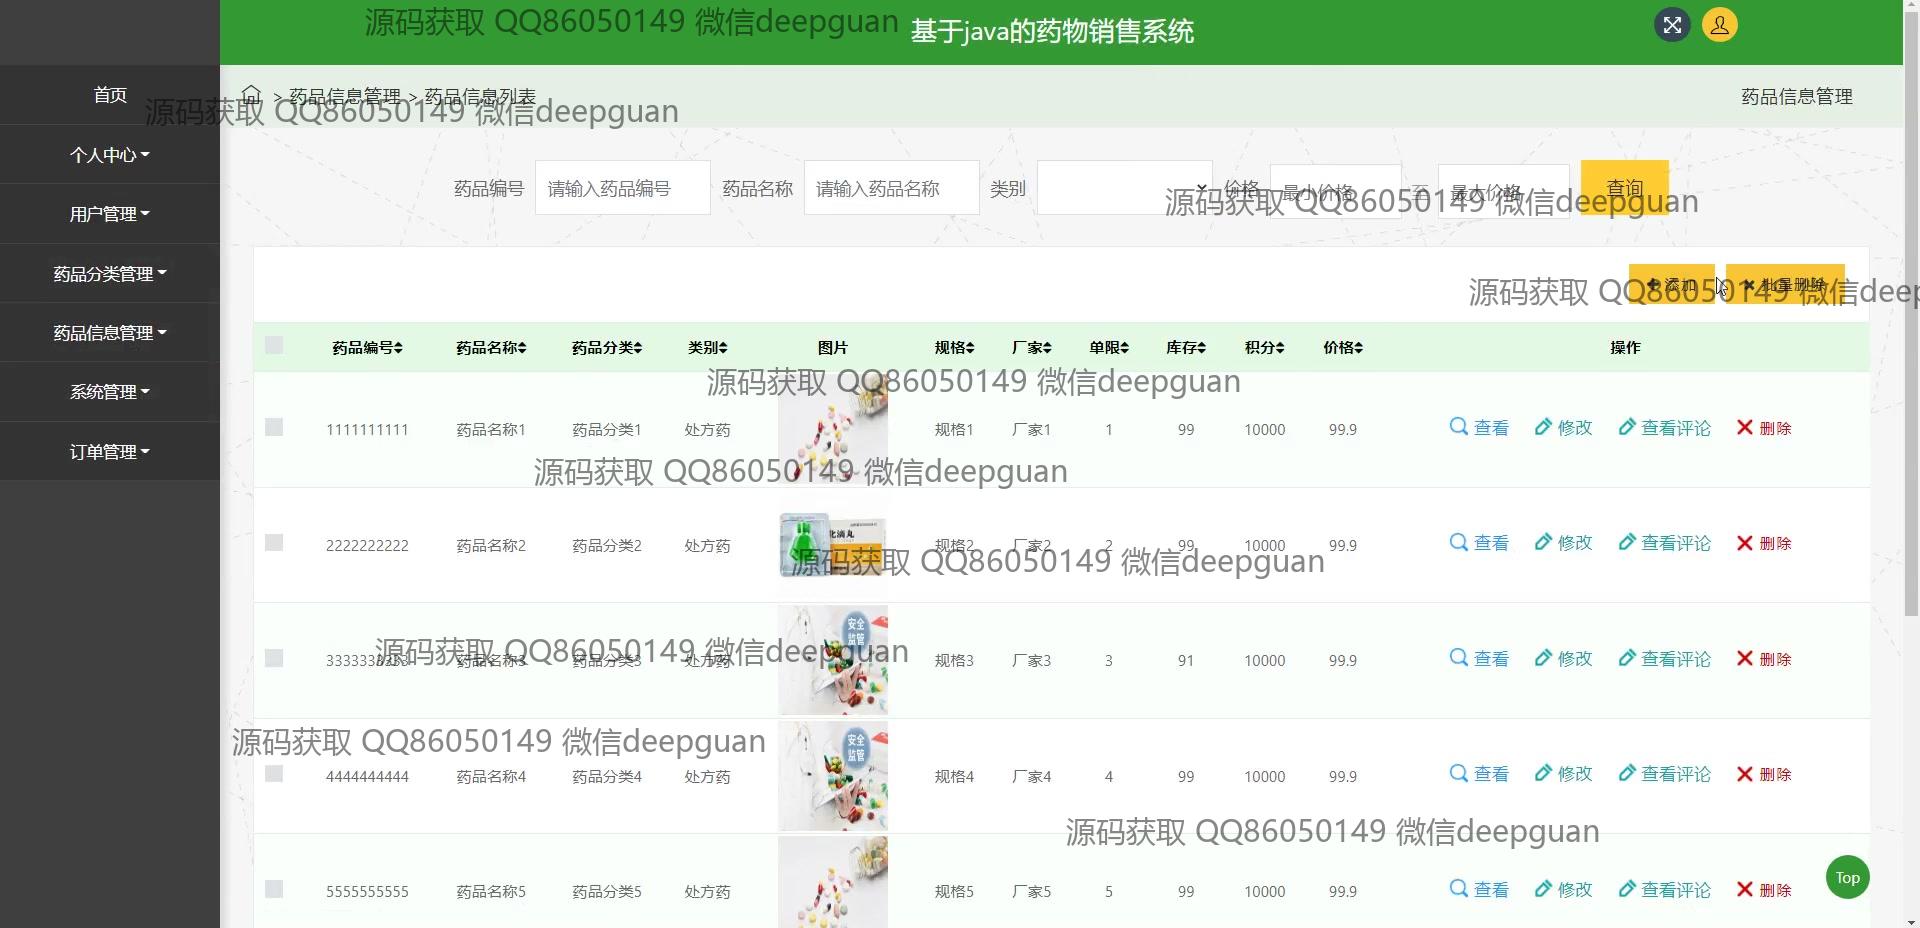 源码获取 QQ86050149 微信deepguan
基于java的药物销售系统
首页
个人中心
用户管理
药品分类管理
药品信息管理
系统管理
订单管理
> 药品信息管理 > 药品信息列表
药品信息管理
源码获取 QQ86050149 微信deepguan
药品编号 请输入药品编号 药品名称 请输入药品名称 类别 价格 最小价格 至 最大价格 查询
源码获取 QQ86050149 微信deepguan
添加 批量删除
源码获取 QQ86050149 微信deep
药品编号 药品名称 药品分类 类别 图片 规格 厂家 单限 库存 积分 价格 操作
源码获取 QQ86050149 微信deepguan
1111111111 药品名称1 药品分类1 处方药 规格1 厂家1 1 99 10000 99.9 查看 修改 查看评论 删除
源码获取 QQ86050149 微信deepguan
2222222222 药品名称2 药品分类2 处方药 规格2 厂家2 2 99 10000 99.9 查看 修改 查看评论 删除
源码获取 QQ86050149 微信deepguan
安全
监管
3333333333 药品名称3 药品分类3 处方药 规格3 厂家3 3 91 10000 99.9 查看 修改 查看评论 删除
源码获取 QQ86050149 微信deepguan
源码获取 QQ86050149 微信deepguan
安全
监管
4444444444 药品名称4 药品分类4 处方药 规格4 厂家4 4 99 10000 99.9 查看 修改 查看评论 删除
源码获取 QQ86050149 微信deepguan
5555555555 药品名称5 药品分类5 处方药 规格5 厂家5 5 99 10000 99.9 查看 修改 查看评论 删除
Top